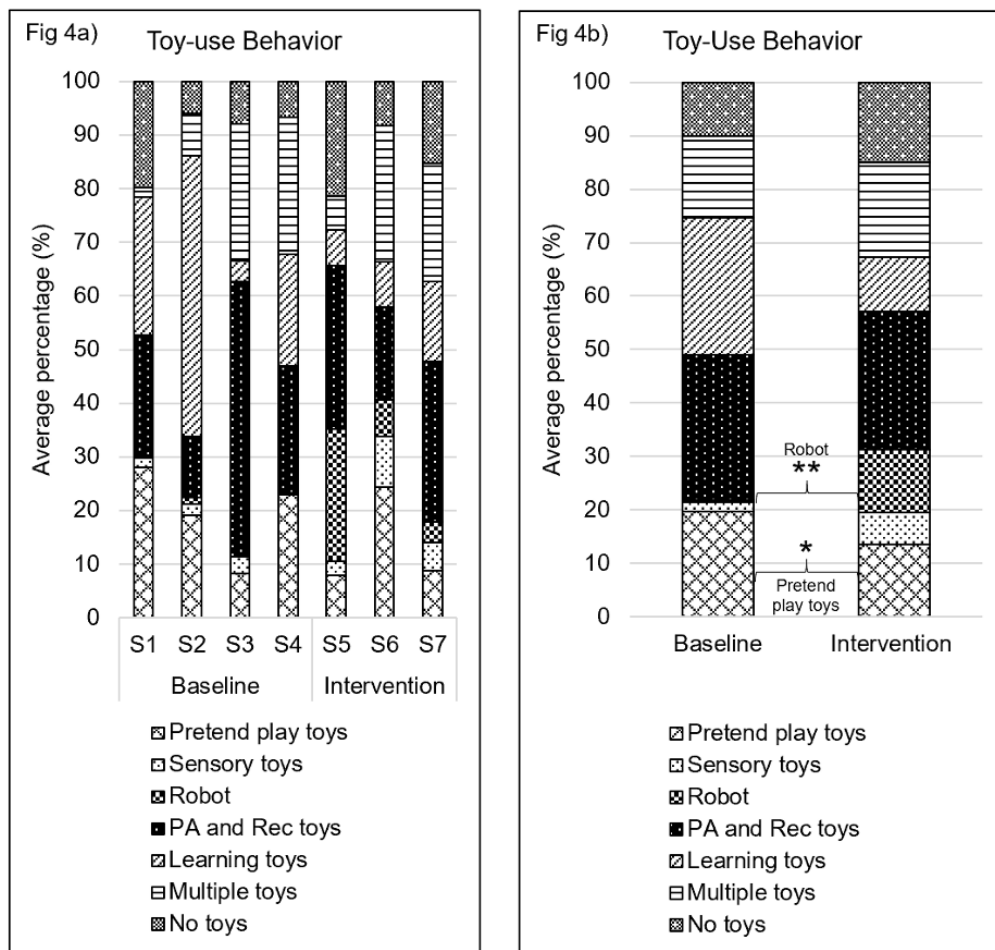 Fig 4a)
Toy-use Behavior
Average percentage (%)
100
90
80
70
60
50
40
30
20
10
0
S1 S2 S3 S4 S5 S6 S7
Baseline Intervention
Pretend play toys
Sensory toys
Robot
PA and Rec toys
Learning toys
Multiple toys
No toys
Fig 4b)
Toy-Use Behavior
Average percentage (%)
100
90
80
70
60
50
40
30
20
10
0
Robot
**
*
Pretend
play toys
Baseline Intervention
Pretend play toys
Sensory toys
Robot
PA and Rec toys
Learning toys
Multiple toys
No toys